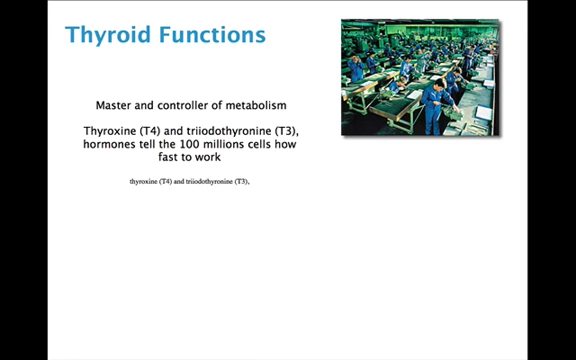 Thyroid Functions
Master and controller of metabolism
Thyroxine (T4) and triiodothyronine (T3),
hormones tell the 100 millions cells how
fast to work
thyroxine (T4) and triiodothyronine (T3),